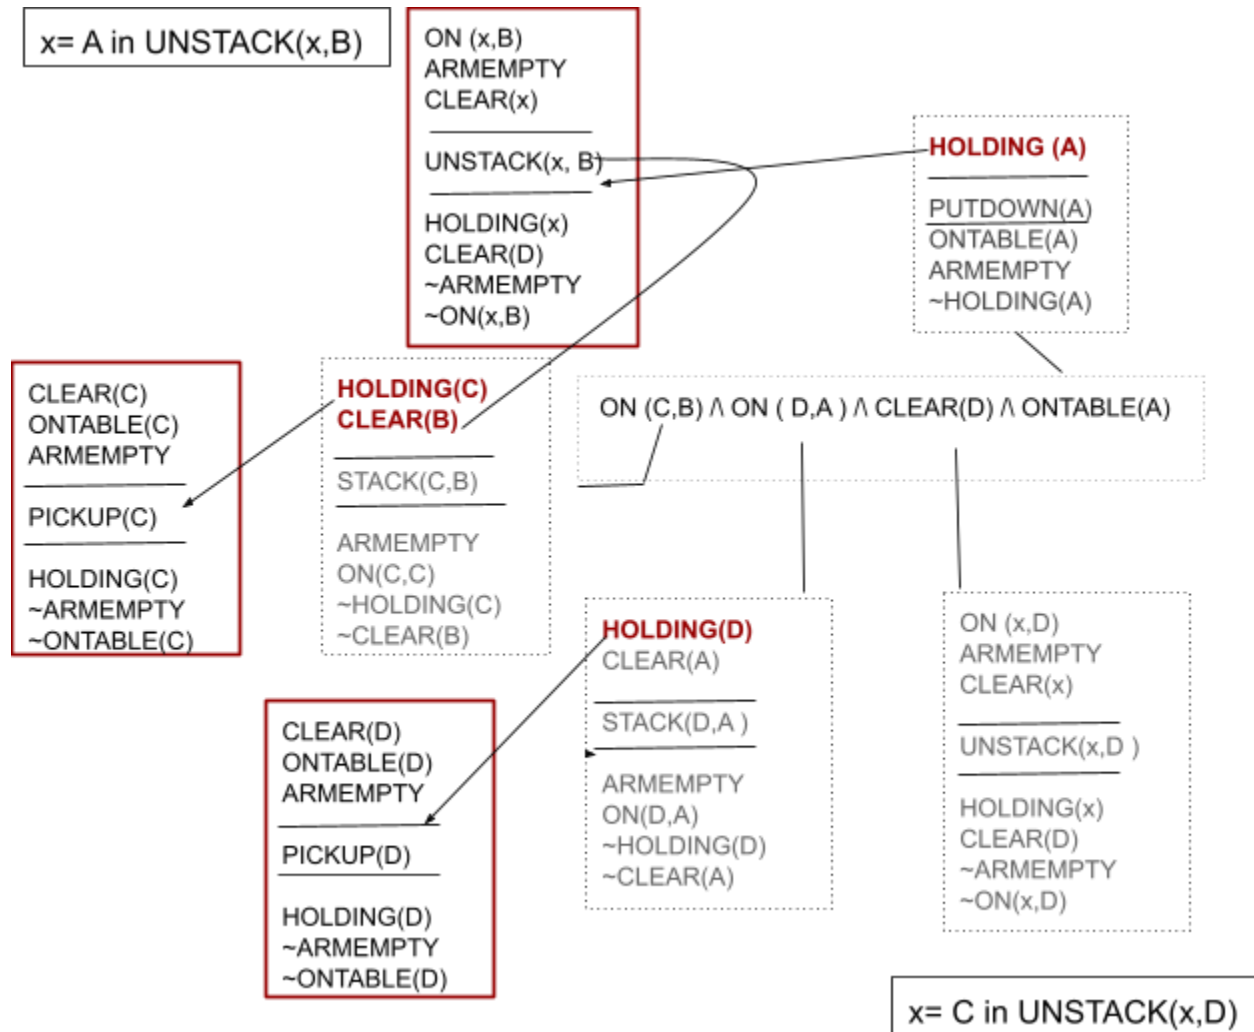 x= A in UNSTACK(x,B)
ON (x,B)
ARMEMPTY
CLEAR(x)
UNSTACK(x, B)
HOLDING(x)
CLEAR(D)
~ARMEMPTY
~ON(x,B)
HOLDING (A)
PUTDOWN(A)
ONTABLE(A)
ARMEMPTY
~HOLDING(A)
CLEAR(C)
ONTABLE(C)
ARMEMPTY
PICKUP(C)
HOLDING(C)
~ARMEMPTY
~ONTABLE(C)
HOLDING(C)
CLEAR(B)
STACK(C,B)
ARMEMPTY
ON(C,C)
~HOLDING(C)
~CLEAR(B)
ON (C,B) /\ ON ( D,A ) /\ CLEAR(D) /\ ONTABLE(A)
CLEAR(D)
ONTABLE(D)
ARMEMPTY
PICKUP(D)
HOLDING(D)
~ARMEMPTY
~ONTABLE(D)
HOLDING(D)
CLEAR(A)
STACK(D,A )
ARMEMPTY
ON(D,A)
~HOLDING(D)
~CLEAR(A)
ON (x,D)
ARMEMPTY
CLEAR(x)
UNSTACK(x,D )
HOLDING(x)
CLEAR(D)
~ARMEMPTY
~ON(x,D)
x= C in UNSTACK(x,D)